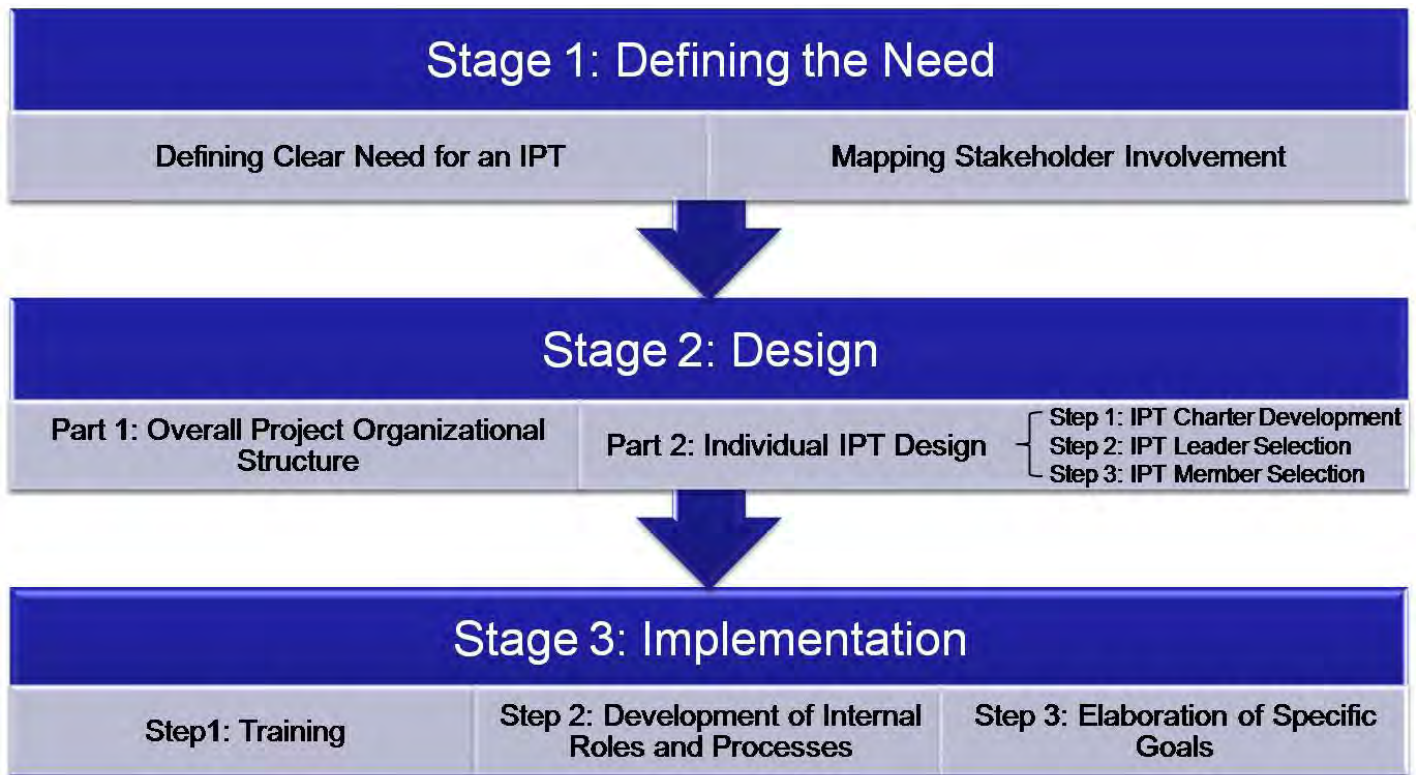 Stage 1: Defining the Need
Defining Clear Need for an IPT
Mapping Stakeholder Involvement
Stage 2: Design
Part 1: Overall Project Organizational
Structure
Part 2: Individual IPT Design
Step 1: IPT Charter Development
Step 2: IPT Leader Selection
Step 3: IPT Member Selection
Stage 3: Implementation
Step1: Training
Step 2: Development of Internal
Roles and Processes
Step 3: Elaboration of Specific
Goals